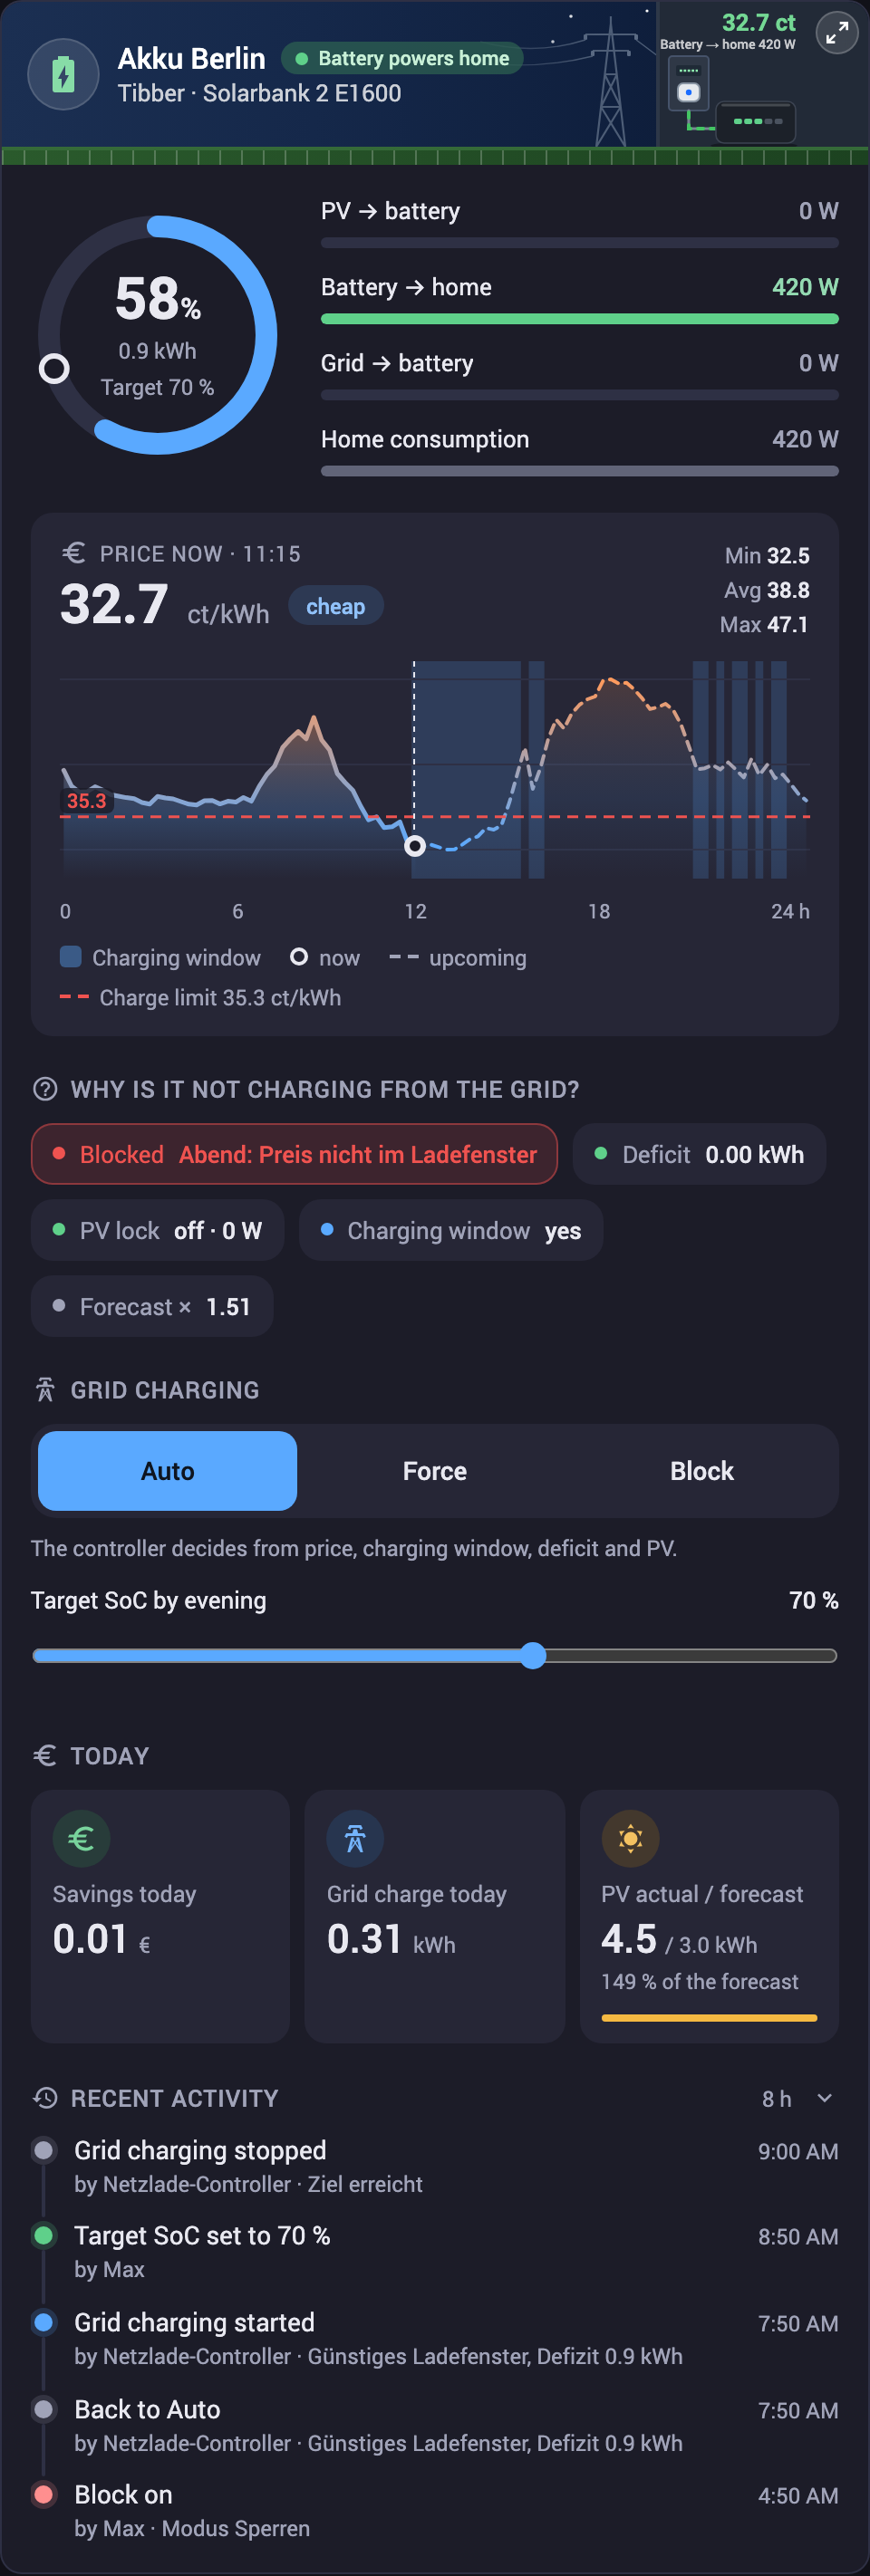 Akku Berlin
Battery powers home
Tibber · Solarbank 2 E1600
32.7 ct
Battery → home 420 W
58%
0.9 kWh
Target 70 %
PV → battery 0 W
Battery → home 420 W
Grid → battery 0 W
Home consumption 420 W
PRICE NOW · 11:15
32.7 ct/kWh cheap
Min 32.5
Avg 38.8
Max 47.1
35.3
0 6 12 18 24 h
Charging window now upcoming
Charge limit 35.3 ct/kWh
WHY IS IT NOT CHARGING FROM THE GRID?
Blocked Abend: Preis nicht im Ladefenster
Deficit 0.00 kWh
PV lock off · 0 W
Charging window yes
Forecast × 1.51
GRID CHARGING
Auto Force Block
The controller decides from price, charging window, deficit and PV.
Target SoC by evening 70 %
€ TODAY
Savings today
0.01 €
Grid charge today
0.31 kWh
PV actual / forecast
4.5 / 3.0 kWh
149 % of the forecast
RECENT ACTIVITY 8 h
Grid charging stopped 9:00 AM
by Netzlade-Controller · Ziel erreicht
Target SoC set to 70 % 8:50 AM
by Max
Grid charging started 7:50 AM
by Netzlade-Controller · Günstiges Ladefenster, Defizit 0.9 kWh
Back to Auto 7:50 AM
by Netzlade-Controller · Günstiges Ladefenster, Defizit 0.9 kWh
Block on 4:50 AM
by Max · Modus Sperren